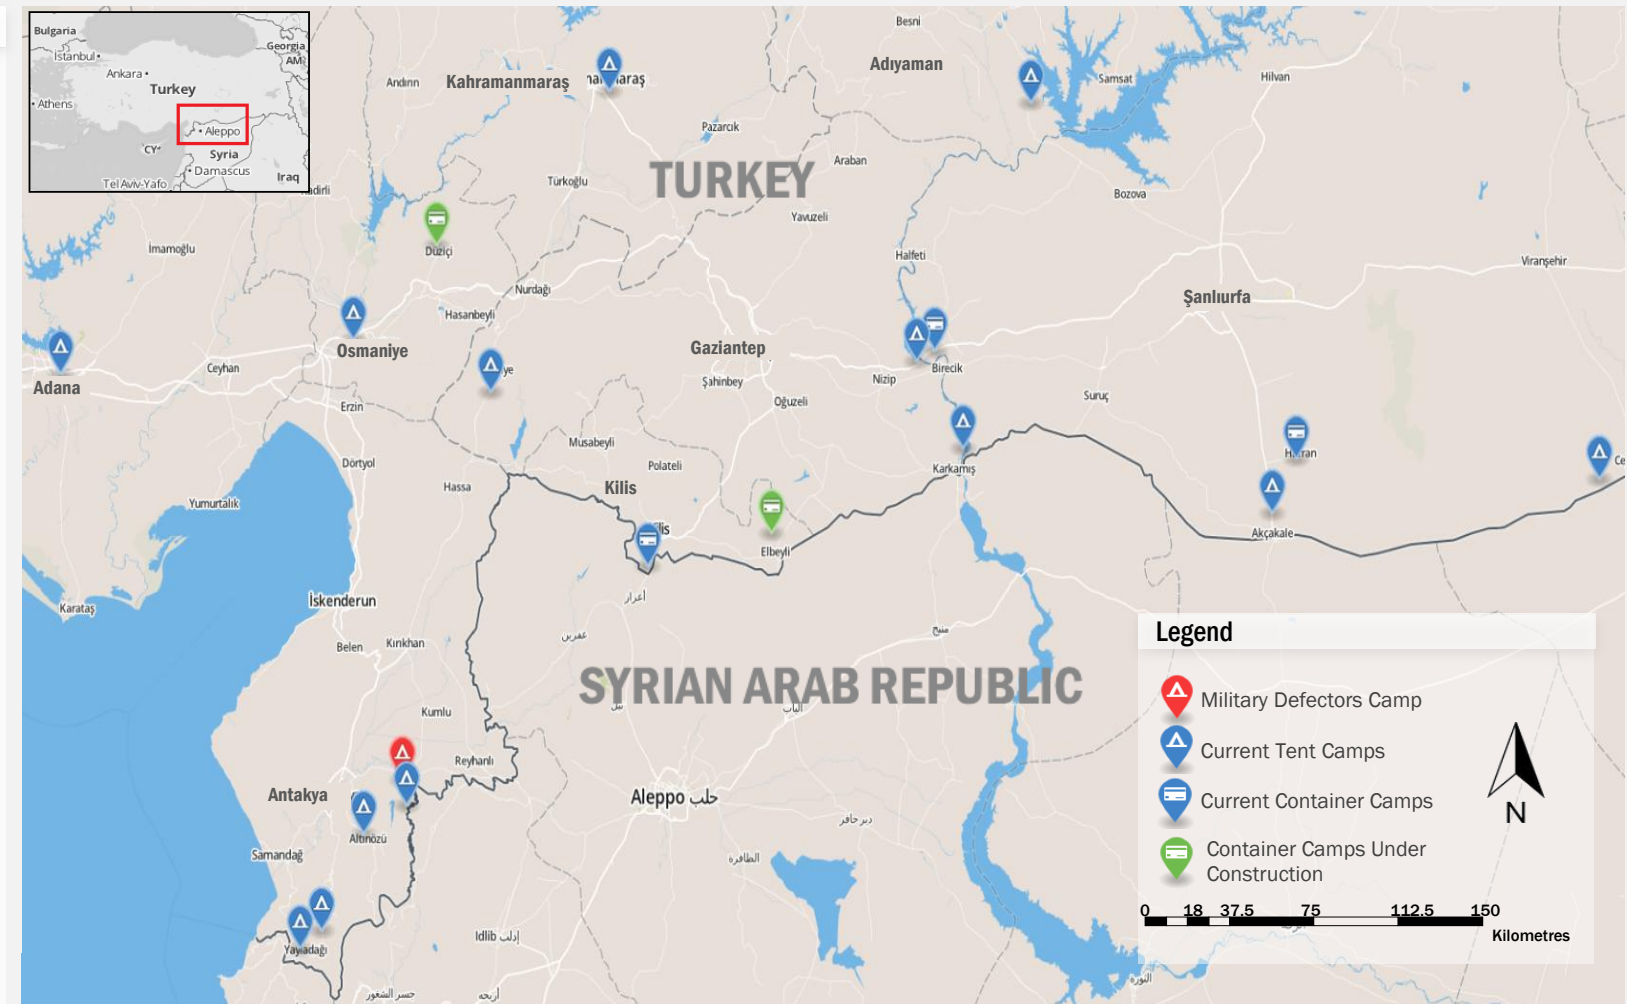 Bulgaria
Georgia
Istanbul
AM
Ankara
Turkey
Athens
Aleppo
CY
Syria
Damascus
Tel Aviv-Yafo
Iraq
Besni
Andırın
Kahramanmaraş
Adıyaman
Samsat
Hilvan
Pazarcık
TURKEY
Araban
Türkoğlu
Bozova
Yavuzeli
İmamoğlu
Düziçi
Halfeti
Viranşehir
Nurdağı
Şanlıurfa
Hasanbeyli
Osmaniye
Gaziantep
Ceyhan
Birecik
Adana
Şahinbey
Nizip
Suruç
Erzin
Oğuzeli
Musabeyli
Dörtyol
Polateli
Karkamış
Hassa
Kilis
Yumurtalık
Akçakale
Elbeyli
Karataş
İskenderun
أعزاز
Belen
Kırıkhan
عفرين
منبج
SYRIAN ARAB REPUBLIC
نبل
الباب
Kumlu
Reyhanlı
Antakya
Aleppo حلب
دير حافر
Altınözü
Samandağ
Yayladağı
Idlib إدلب
جسر الشغور
Legend
Military Defectors Camp
Current Tent Camps
Current Container Camps
Container Camps Under
Construction
N
0 18 37.5 75 112.5 150
Kilometres